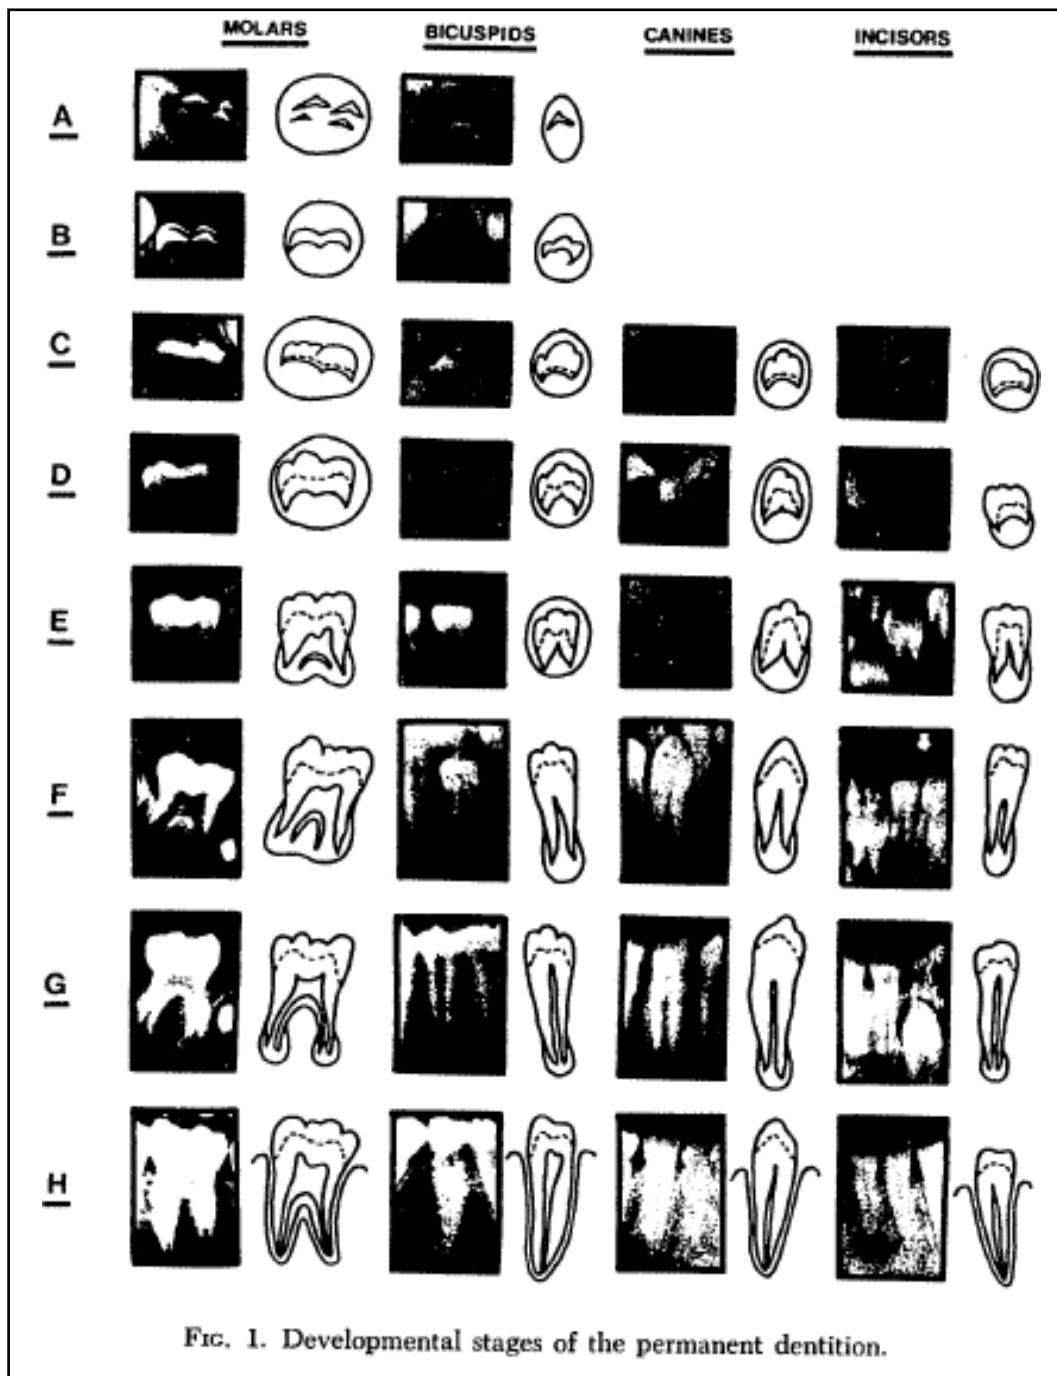 MOLARS BICUSPIDS CANINES INCISORS
A
B
C
D
E
F
G
H
FIG. 1. Developmental stages of the permanent dentition.